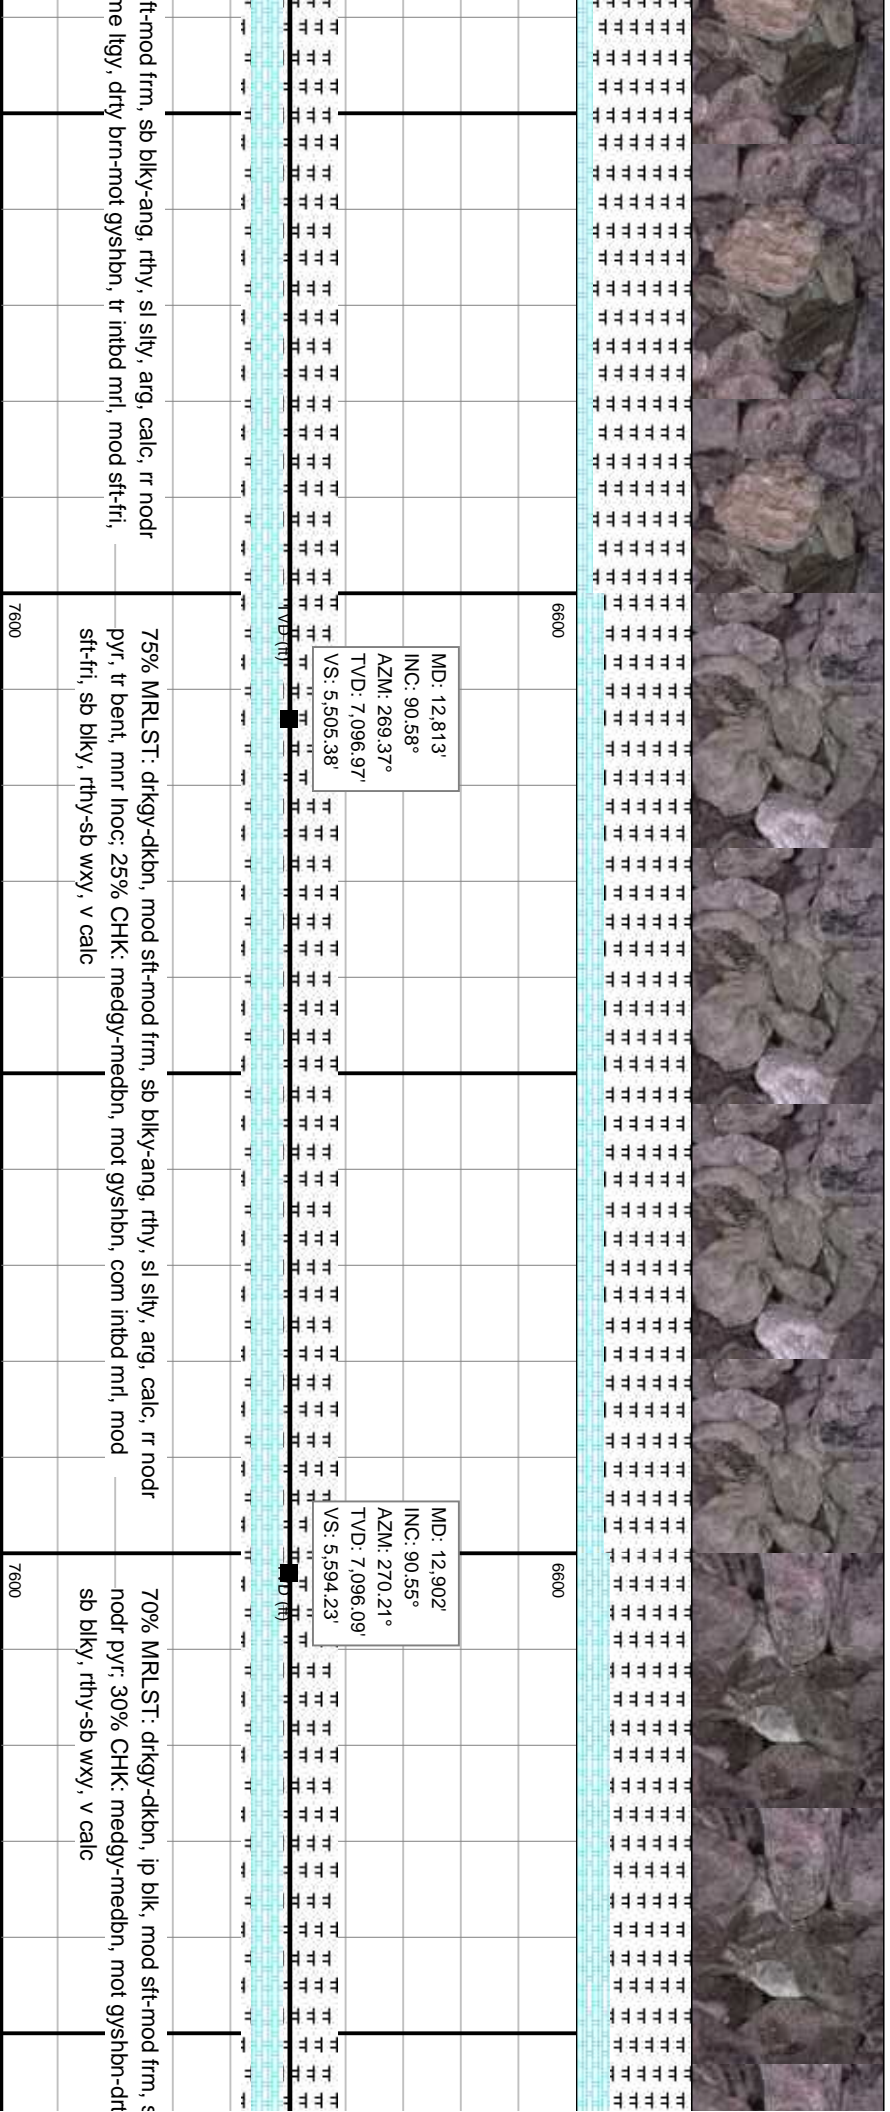 ft-mod frm, sb blky-ang, rthy, sl slty, arg, calc, rr nodr
me ltgy, drty brn-mot gyshbn, tr intbd mrl, mod sft-fri,
6600
7600
TVD (ft)
MD: 12,813'
INC: 90.58°
AZM: 269.37°
TVD: 7,096.97'
VS: 5,505.38'
75% MRLST: drkgy-dkbn, mod sft-mod frm, sb blky-ang, rthy, sl slty, arg, calc, rr nodr
pyr, tr bent, mnr Inoc; 25% CHK: medgy-medbn, mot gyshbn, com intbd mrl, mod
sft-fri, sb blky, rthy-sb wxy, v calc
6600
7600
TVD (ft)
MD: 12,902'
INC: 90.55°
AZM: 270.21°
TVD: 7,096.09'
VS: 5,594.23'
70% MRLST: drkgy-dkbn, ip blk, mod sft-mod frm, s
nodr pyr; 30% CHK: medgy-medbn, mot gyshbn-drt
sb blky, rthy-sb wxy, v calc